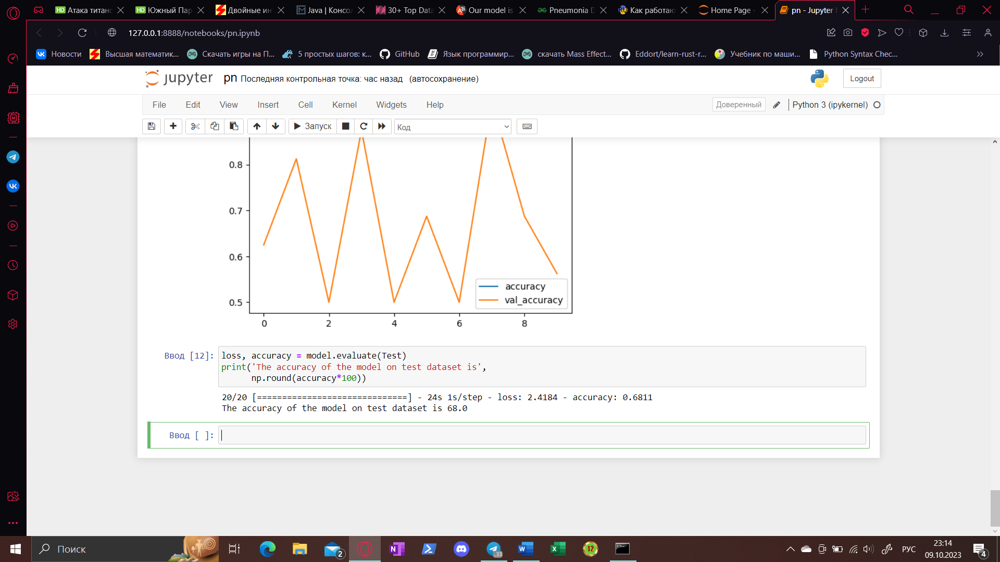 Атака титанс
Южный Пар
Двойные ин
Java | Консо
30+ Top Data
Our model is
Pneumonia D
Как работаю
Home Page -
pn - Jupyter
127.0.0.1:8888/notebooks/pn.ipynb
Новости
Высшая математик...
Скачать игры на П...
5 простых шагов: к...
GitHub
Язык программир...
скачать Mass Effect...
Eddort/learn-rust-r...
Учебник по маши...
Python Syntax Chec...
jupyter pn Последняя контрольная точка: час назад (автосохранение)
Logout
File Edit View Insert Cell Kernel Widgets Help
Доверенный
Python 3 (ipykernel)
Запуск
Код
0.8
0.7
0.6
0.5
accuracy
val_accuracy
0 2 4 6 8
Ввод [12]:
loss, accuracy = model.evaluate(Test)
print('The accuracy of the model on test dataset is',
np.round(accuracy*100))
20/20 [==============================] - 24s 1s/step - loss: 2.4184 - accuracy: 0.6811
The accuracy of the model on test dataset is 68.0
Ввод [ ]:
Поиск
2
.33
12
РУС
23:14
09.10.2023
4